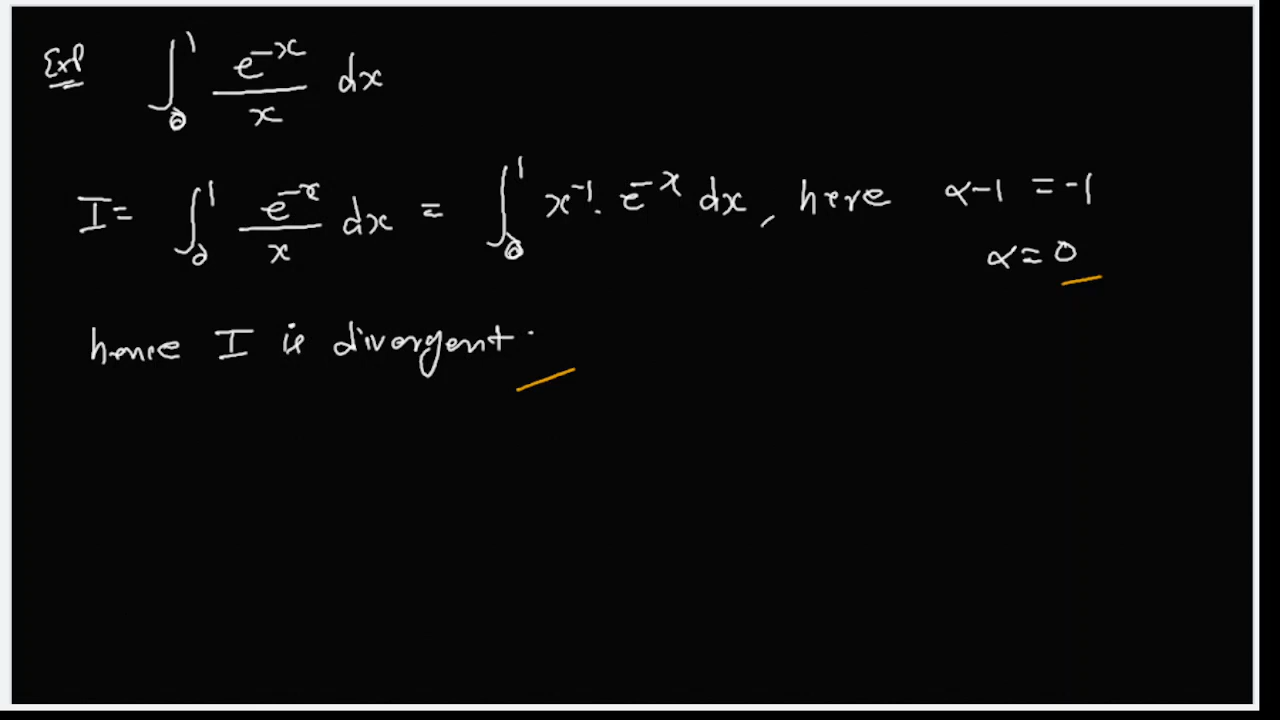 Exp ∫₀¹ e⁻ˣ/x dx
I = ∫₀¹ e⁻ˣ/x dx = ∫₀¹ x⁻¹. e⁻ˣ dx, here α-1 = -1
α = 0
hence I is divergent.